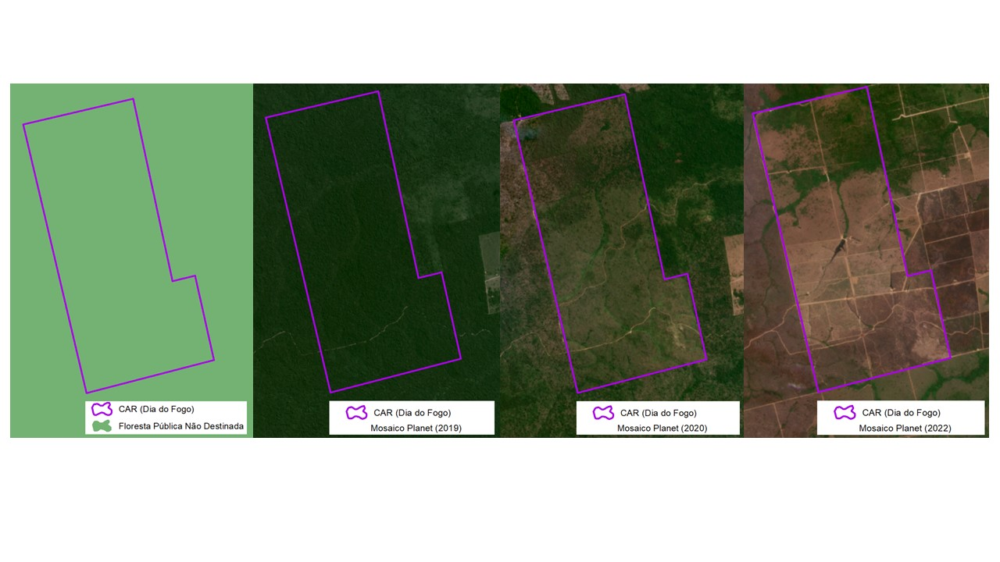 CAR (Dia do Fogo)
Floresta Pública Não Destinada
CAR (Dia do Fogo)
Mosaico Planet (2019)
CAR (Dia do Fogo)
Mosaico Planet (2020)
CAR (Dia do Fogo)
Mosaico Planet (2022)